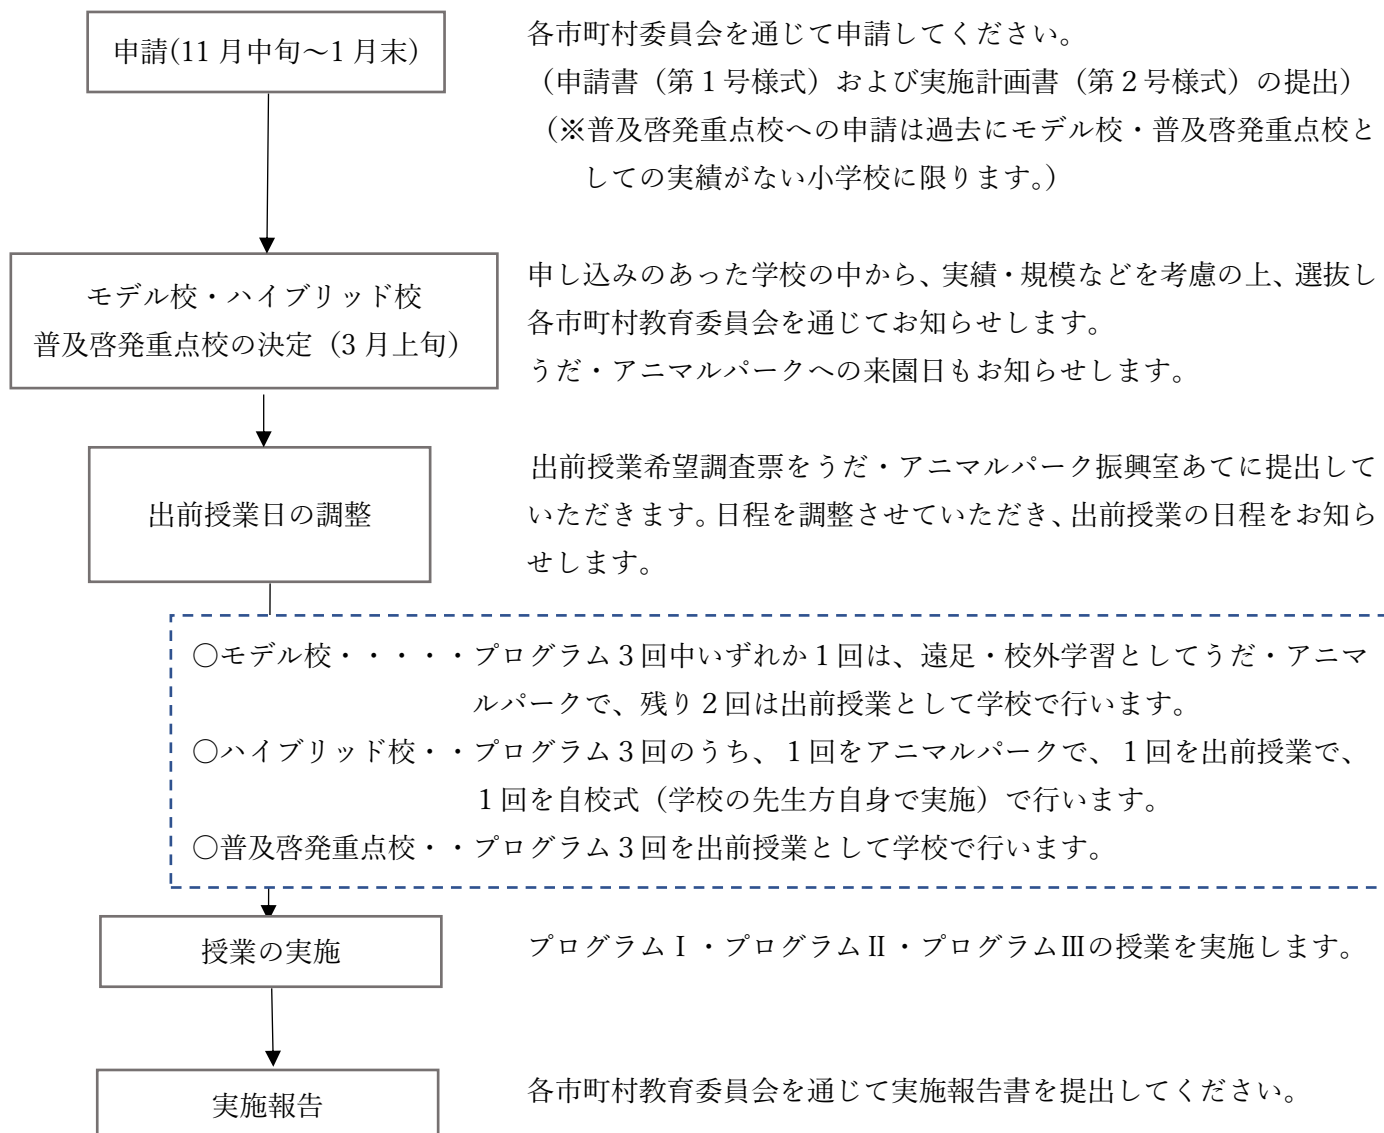 申請(11 月中旬～1 月末)
各市町村委員会を通じて申請してください。
（申請書（第１号様式）および実施計画書（第２号様式）の提出）
（※普及啓発重点校への申請は過去にモデル校・普及啓発重点校と
しての実績がない小学校に限ります。）
モデル校・ハイブリッド校
普及啓発重点校の決定（3 月上旬）
申し込みのあった学校の中から、実績・規模などを考慮の上、選抜し
各市町村教育委員会を通じてお知らせします。
うだ・アニマルパークへの来園日もお知らせします。
出前授業日の調整
出前授業希望調査票をうだ・アニマルパーク振興室あてに提出して
いただきます。日程を調整させていただき、出前授業の日程をお知ら
せします。
○モデル校・・・・・プログラム３回中いずれか１回は、遠足・校外学習としてうだ・アニマ
ルパークで、残り２回は出前授業として学校で行います。
○ハイブリッド校・・プログラム３回のうち、１回をアニマルパークで、１回を出前授業で、
１回を自校式（学校の先生方自身で実施）で行います。
○普及啓発重点校・・プログラム３回を出前授業として学校で行います。
授業の実施
プログラムⅠ・プログラムⅡ・プログラムⅢの授業を実施します。
実施報告
各市町村教育委員会を通じて実施報告書を提出してください。